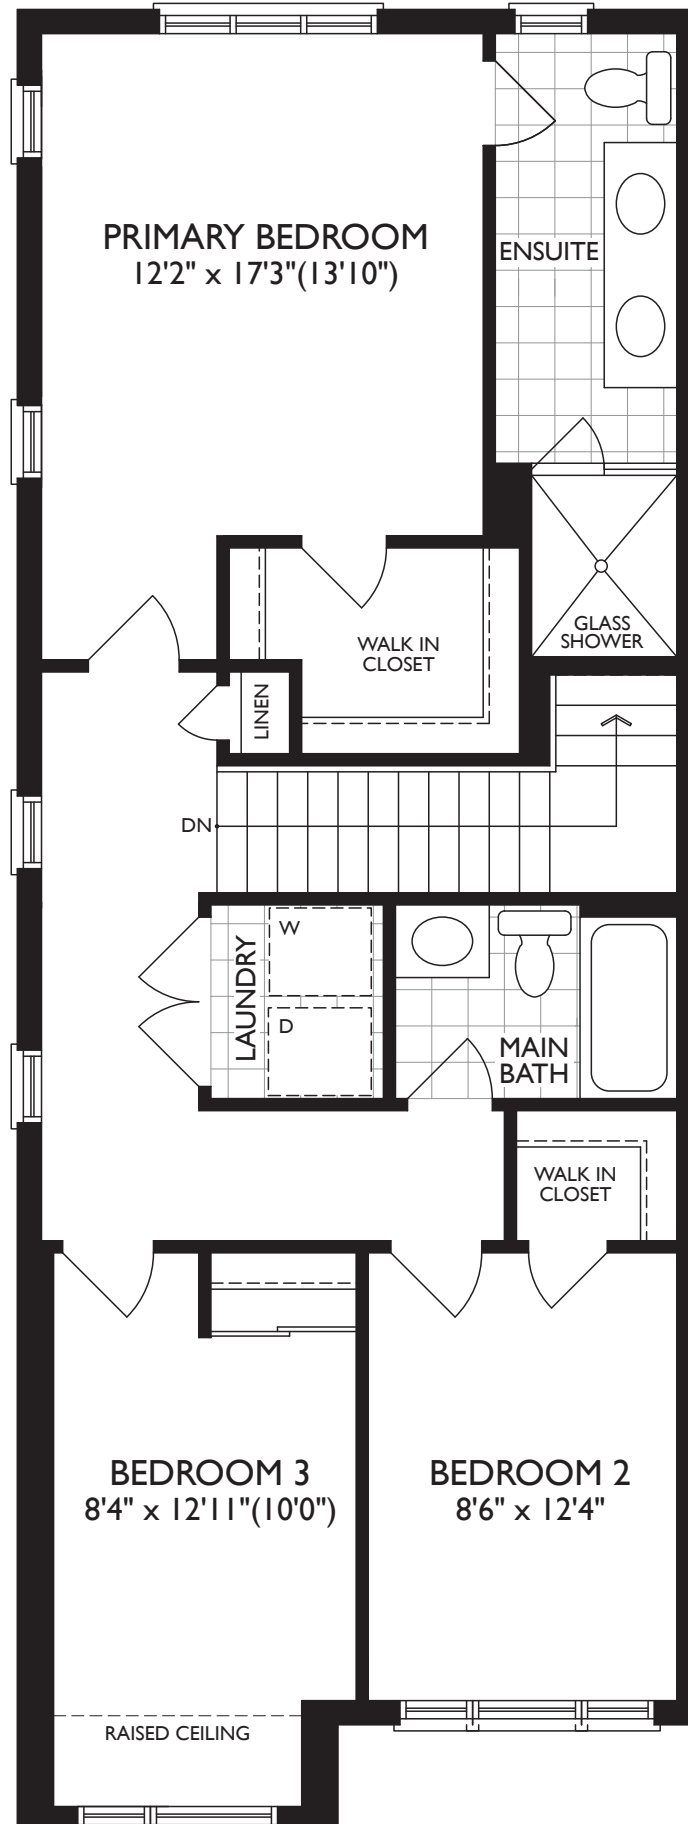 PRIMARY BEDROOM
12'2" x 17'3"(13'10")
ENSUITE
GLASS
SHOWER
WALK IN
CLOSET
LINEN
DN
LAUNDRY
W
D
MAIN
BATH
WALK IN
CLOSET
BEDROOM 3
8'4" x 12'11"(10'0")
BEDROOM 2
8'6" x 12'4"
RAISED CEILING